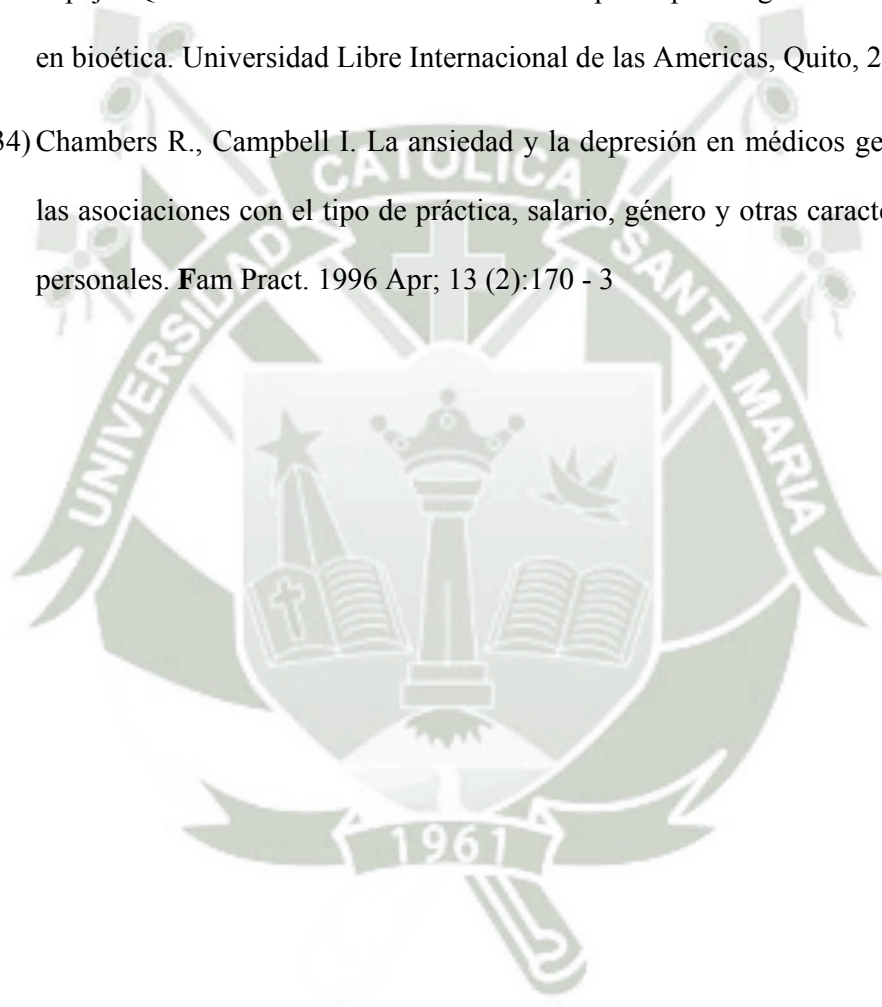 en bioética. Universidad Libre Internacional de las Americas, Quito, 2
34) Chambers R., Campbell I. La ansiedad y la depresión en médicos ge
las asociaciones con el tipo de práctica, salario, género y otras caract
personales. Fam Pract. 1996 Apr; 13 (2):170 - 3
UNIVERSIDAD CATOLICA SANTA MARIA
1961